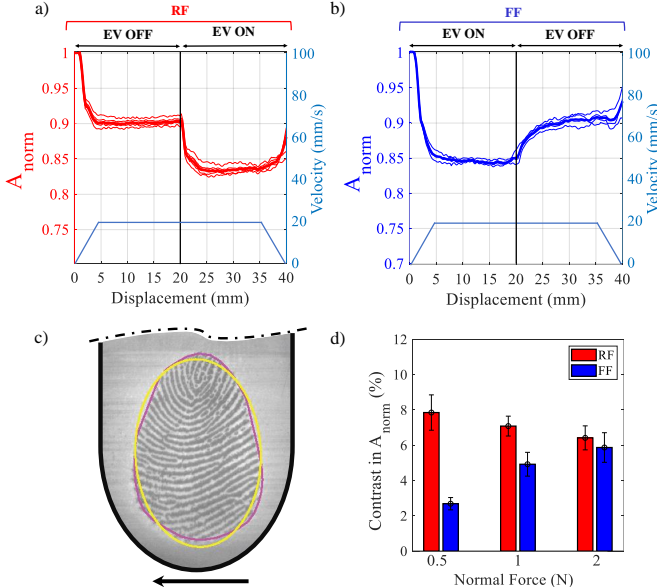 a)
RF
EV OFF
EV ON
1
0.95
0.9
0.85
0.8
0.75
A norm
100
80
60
40
20
0
Velocity (mm/s)
0 5 10 15 20 25 30 35 40
Displacement (mm)
b)
FF
EV ON
EV OFF
1
0.95
0.9
0.85
0.8
0.75
0.7
A norm
100
80
60
40
20
0
Velocity (mm/s)
0 5 10 15 20 25 30 35 40
Displacement (mm)
c)
d)
12
10
8
6
4
2
0
Contrast in A norm (%)
RF
FF
0.5 1 2
Normal Force (N)